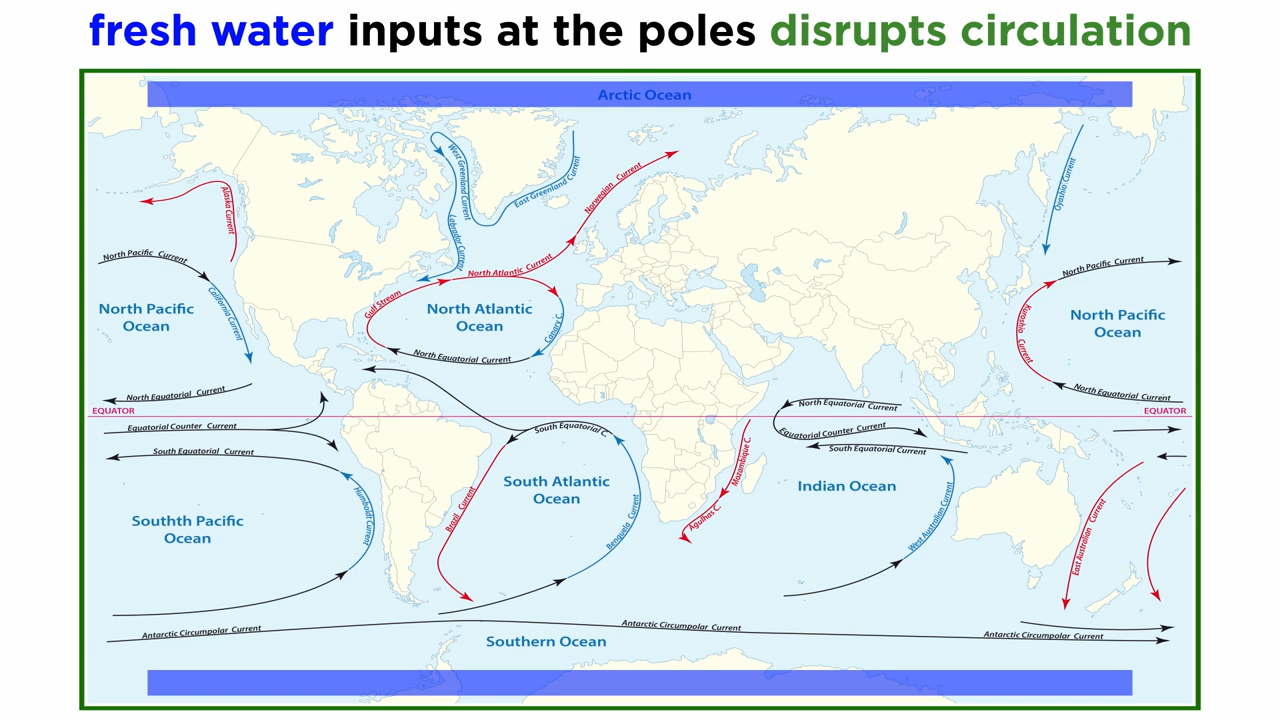 fresh water inputs at the poles disrupts circulation
Arctic Ocean
West Greenland Current
East Greenland Current
Norwegian Current
Oyashio Current
Alaska Current
Labrador Current
North Pacific Current
North Atlantic Current
North Pacific Current
California Current
Gulf Stream
North Pacific
Ocean
North Atlantic
Ocean
Canary C.
Kuroshio Current
North Pacific
Ocean
North Equatorial Current
North Equatorial Current
North Equatorial Current
North Equatorial Current
EQUATOR
EQUATOR
Equatorial Counter Current
South Equatorial C.
Equatorial Counter Current
South Equatorial Current
South Equatorial Current
Mozambique C.
Humboldt Current
South Atlantic
Ocean
Indian Ocean
Brazil Current
Benguela Current
Agulhas C.
West Australian Current
East Australian Current
Southth Pacific
Ocean
Antarctic Circumpolar Current
Antarctic Circumpolar Current
Antarctic Circumpolar Current
Southern Ocean